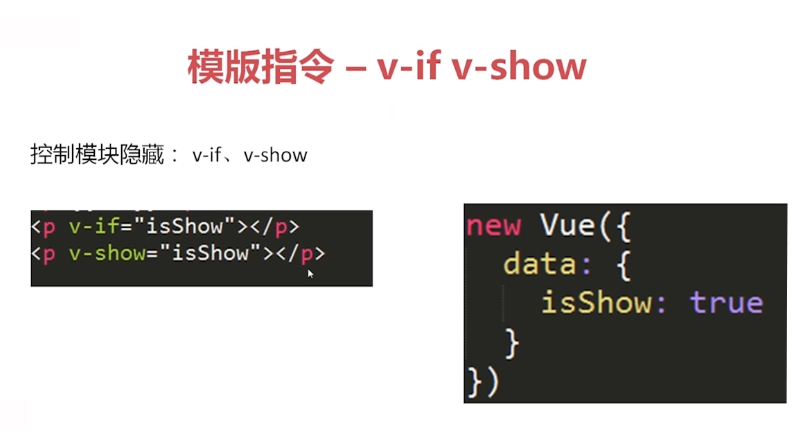 模版指令 – v-if v-show
控制模块隐藏： v-if、v-show
<p v-if="isShow"></p>
<p v-show="isShow"></p>
new Vue({
data: {
isShow: true
}
})